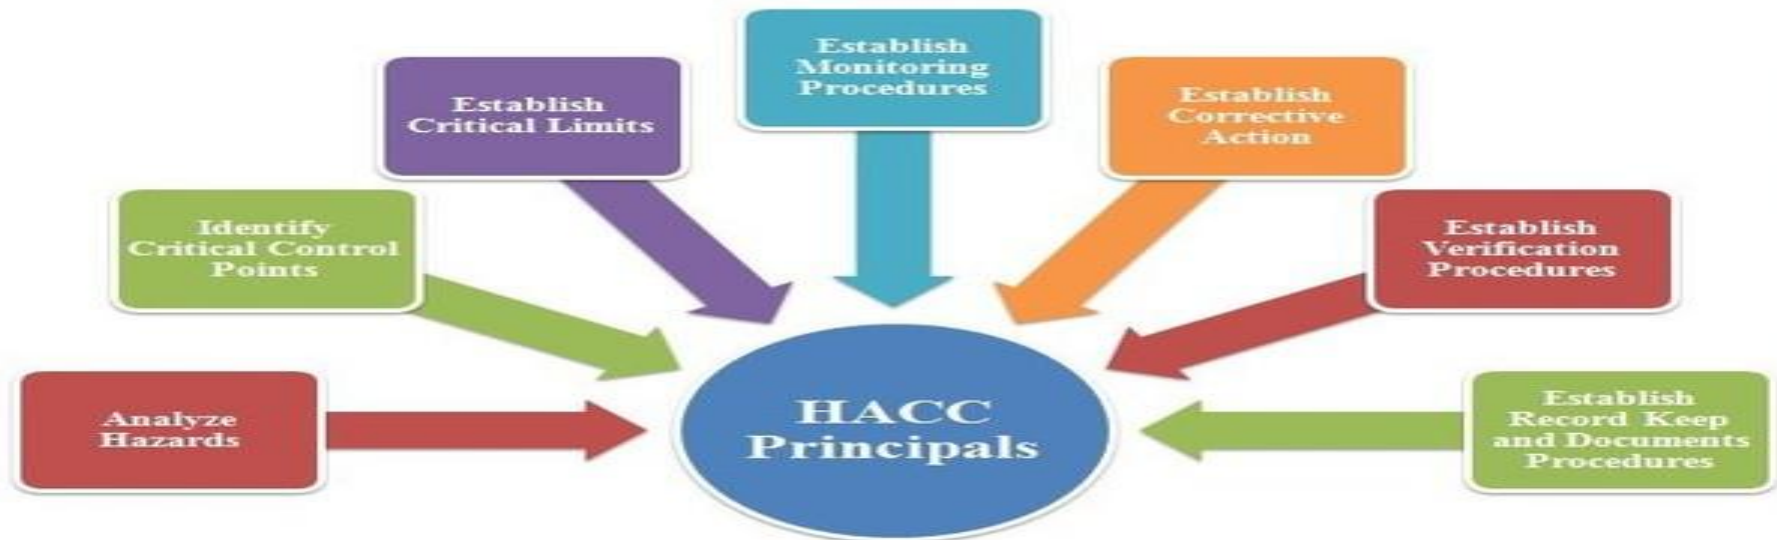 Analyze
Hazards
Identify
Critical Control
Points
Establish
Critical Limits
Establish
Monitoring
Procedures
Establish
Corrective
Action
Establish
Verification
Procedures
Establish
Record Keep
and Documents
Procedures
HACC
Principals